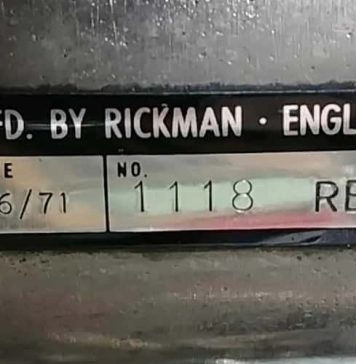 FD. BY RICKMAN · ENGL
E NO.
6/71 1118 RE